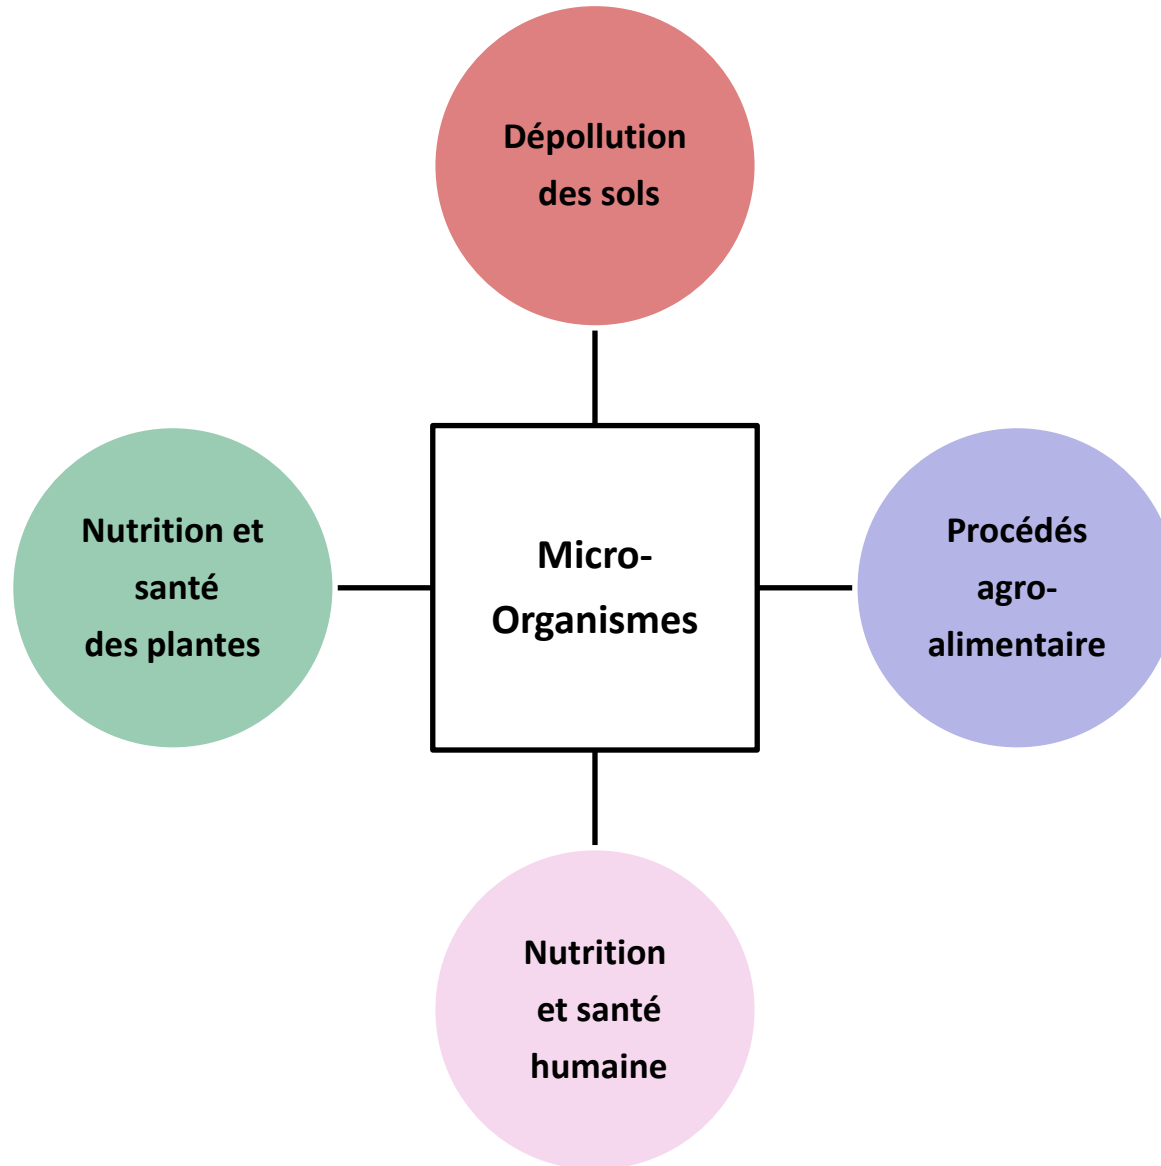 Dépollution
des sols
Nutrition et
santé
des plantes
Micro-
Organismes
Procédés
agro-
alimentaire
Nutrition
et santé
humaine